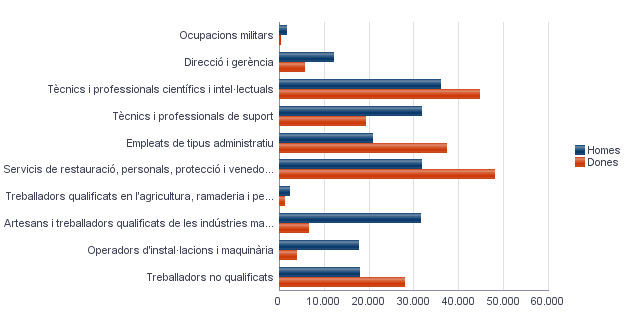 Ocupacions militars
Direcció i gerència
Tècnics i professionals científics i intel·lectuals
Tècnics i professionals de suport
Empleats de tipus administratiu
Servicis de restauració, personals, protecció i venedo...
Treballadors qualificats en l'agricultura, ramaderia i pe...
Artesans i treballadors qualificats de les indústries ma...
Operadors d'instal·lacions i maquinària
Treballadors no qualificats
0 10.000 20.000 30.000 40.000 50.000 60.000
Homes
Dones